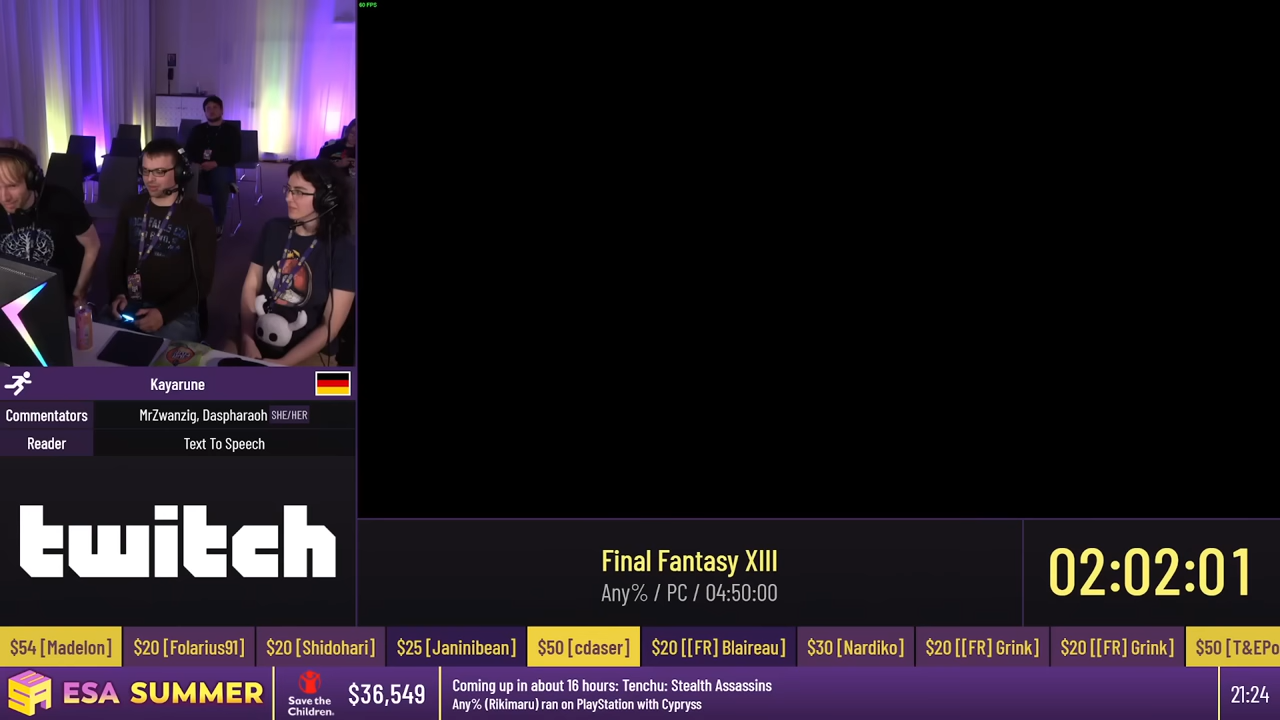 60 FPS
Kayarune
Commentators
MrZwanzig, Daspharaoh SHE/HER
Reader
Text To Speech
twitch
Final Fantasy XIII
Any% / PC / 04:50:00
02:02:01
$54 [Madelon] $20 [Folarius91] $20 [Shidohari] $25 [Janinibean] $50 [cdaser] $20 [[FR] Blaireau] $30 [Nardiko] $20 [[FR] Grink] $20 [[FR] Grink] $50 [T&EPo
ESA SUMMER
Save the
Children.
$36,549
Coming up in about 16 hours: Tenchu: Stealth Assassins
Any% (Rikimaru) ran on PlayStation with Cypryss
21:24